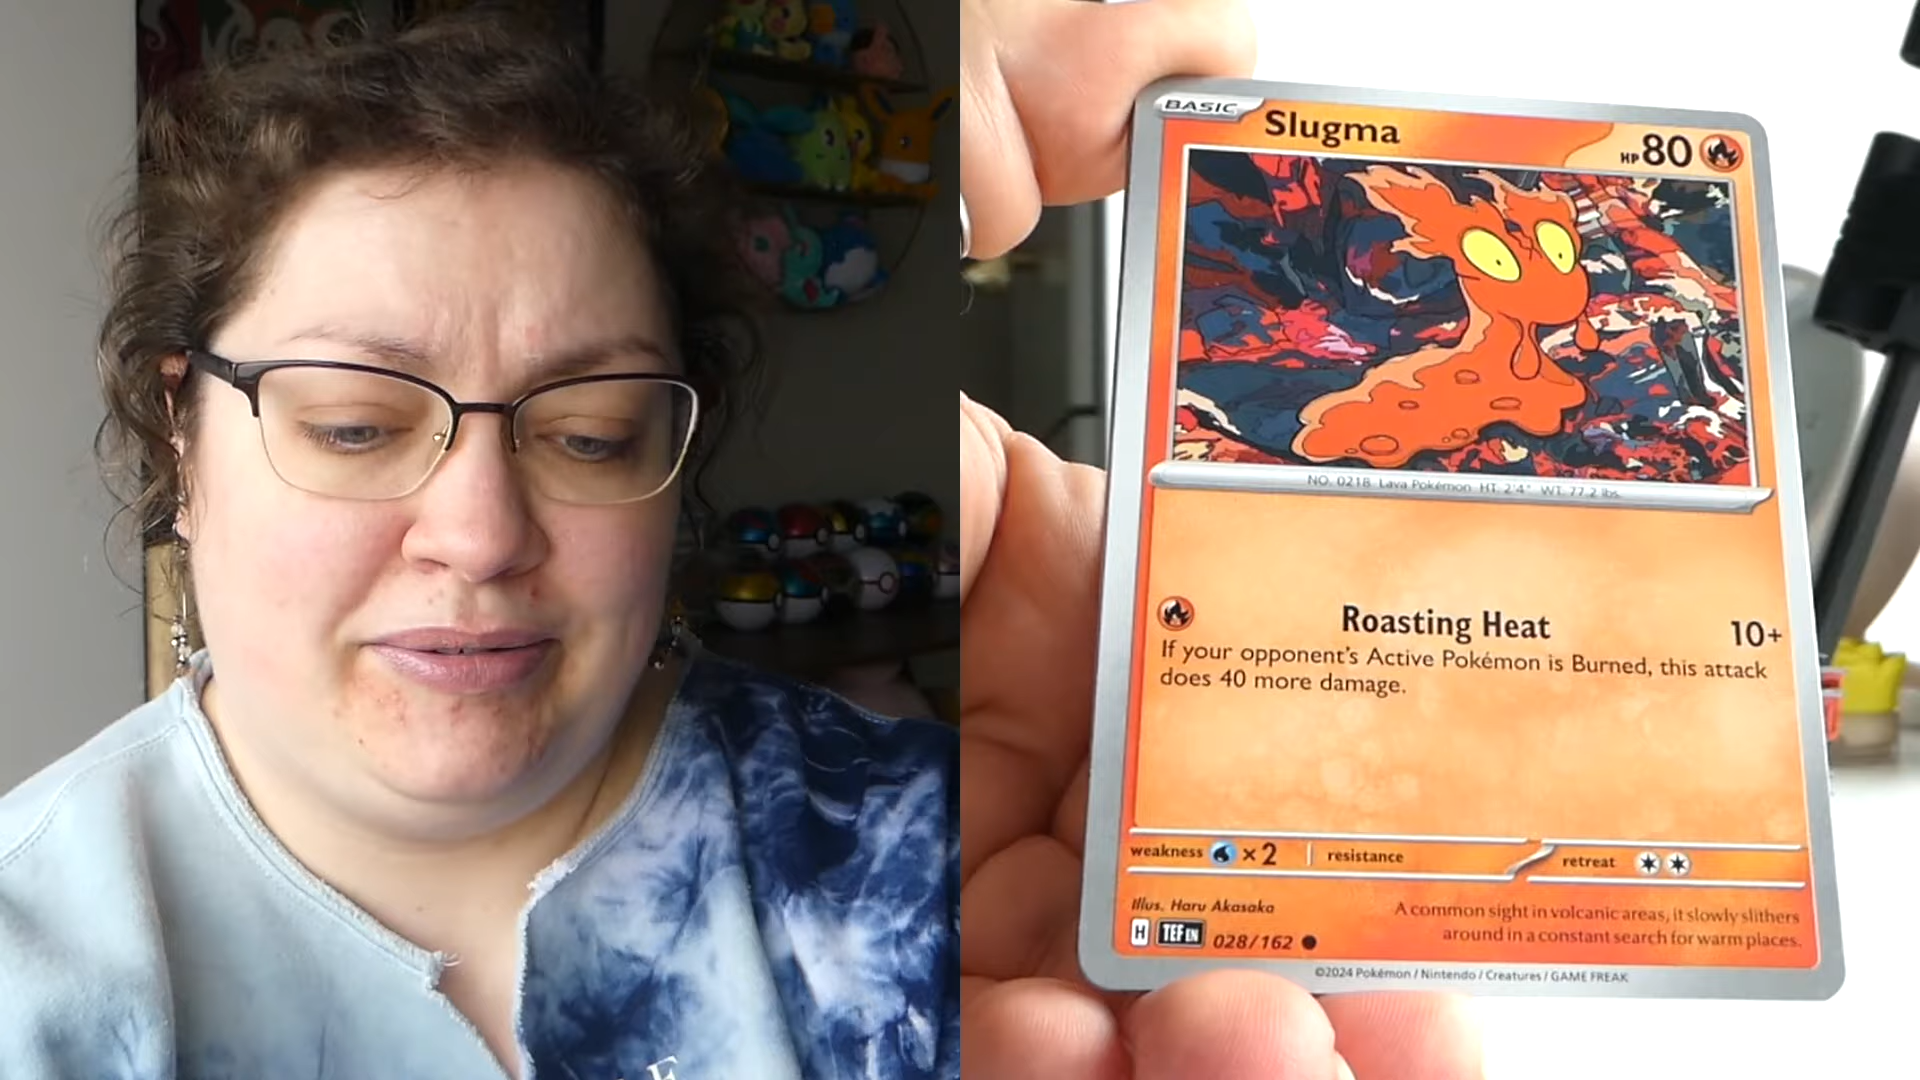 BASIC
Slugma
HP 80
NO. 0218 Lava Pokémon HT: 2'4" WT: 77.2 lbs.
Roasting Heat 10+
If your opponent's Active Pokémon is Burned, this attack
does 40 more damage.
weakness ×2 resistance retreat
Illus. Haru Akasaka
A common sight in volcanic areas, it slowly slithers
around in a constant search for warm places.
H TEF EN 028/162
©2024 Pokémon / Nintendo / Creatures / GAME FREAK